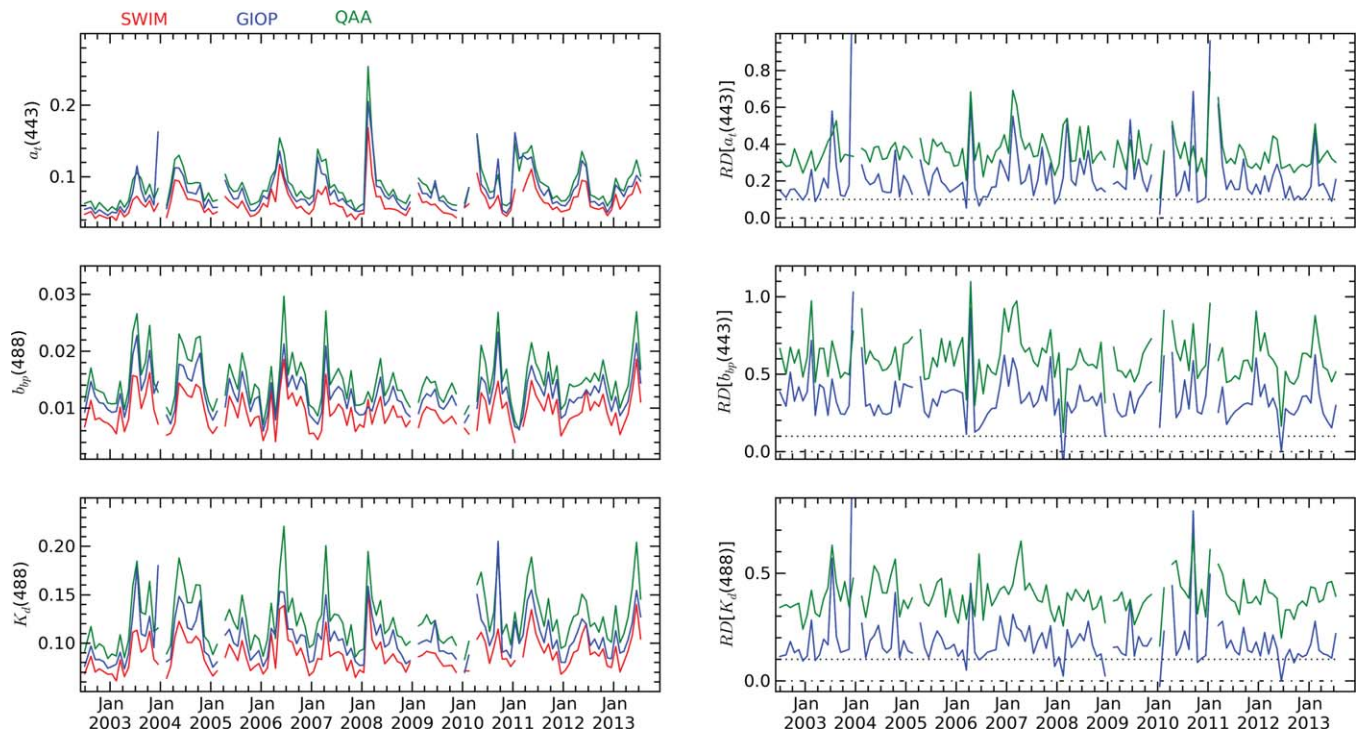 SWIM GIOP QAA
a_t(443)
0.2
0.1
RD[a_t(443)]
0.8
0.6
0.4
0.2
0.0
b_bp(488)
0.03
0.02
0.01
RD[b_bp(443)]
1.0
0.5
0.0
K_d(488)
0.20
0.15
0.10
RD[K_d(488)]
0.5
0.0
Jan Jan Jan Jan Jan Jan Jan Jan Jan Jan Jan
2003 2004 2005 2006 2007 2008 2009 2010 2011 2012 2013
Jan Jan Jan Jan Jan Jan Jan Jan Jan Jan Jan
2003 2004 2005 2006 2007 2008 2009 2010 2011 2012 2013